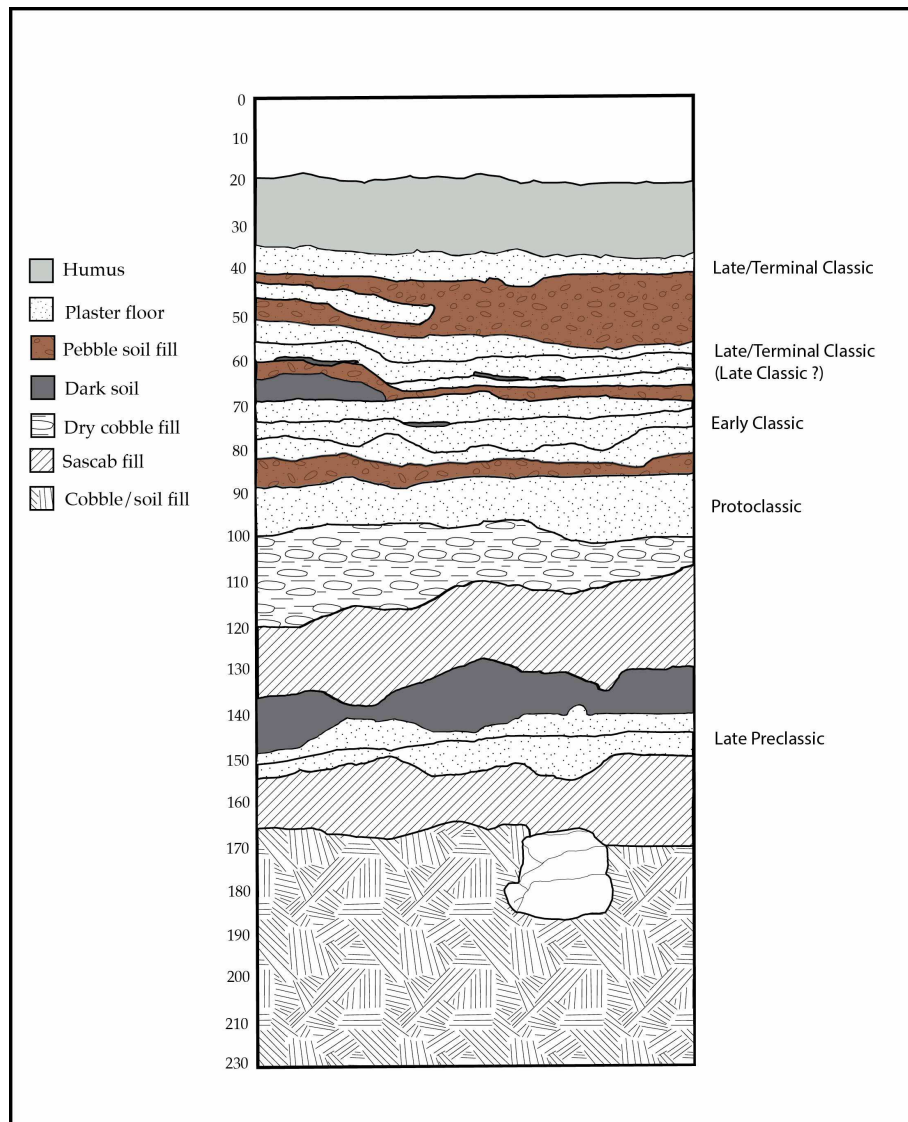 0
10
20
30
40
50
60
70
80
90
100
110
120
130
140
150
160
170
180
190
200
210
230
Humus
Plaster floor
Pebble soil fill
Dark soil
Dry cobble fill
Sascab fill
Cobble/soil fill
Late/Terminal Classic
Late/Terminal Classic
(Late Classic ?)
Early Classic
Protoclassic
Late Preclassic